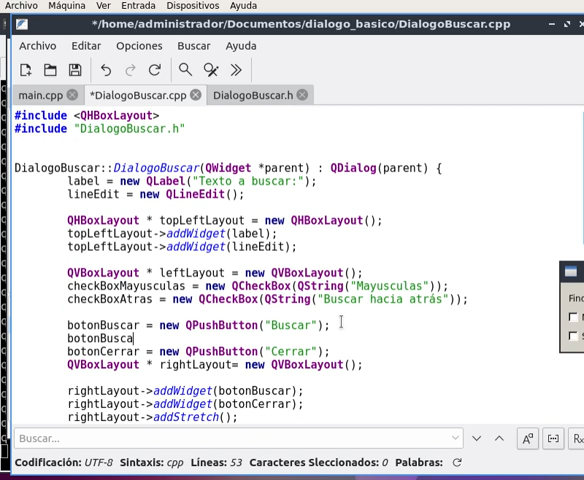 Archivo Máquina Ver Entrada Dispositivos Ayuda
*/home/administrador/Documentos/dialogo_basico/DialogoBuscar.cpp
Archivo Editar Opciones Buscar Ayuda
main.cpp *DialogoBuscar.cpp DialogoBuscar.h
#include <QHBoxLayout>
#include "DialogoBuscar.h"
DialogoBuscar::DialogoBuscar(QWidget *parent) : QDialog(parent) {
label = new QLabel("Texto a buscar:");
lineEdit = new QLineEdit();
QHBoxLayout * topLeftLayout = new QHBoxLayout();
topLeftLayout->addWidget(label);
topLeftLayout->addWidget(lineEdit);
QVBoxLayout * leftLayout = new QVBoxLayout();
checkBoxMayusculas = new QCheckBox(QString("Mayusculas"));
checkBoxAtras = new QCheckBox(QString("Buscar hacia atrás"));
botonBuscar = new QPushButton("Buscar");
botonBusca
botonCerrar = new QPushButton("Cerrar");
QVBoxLayout * rightLayout= new QVBoxLayout();
rightLayout->addWidget(botonBuscar);
rightLayout->addWidget(botonCerrar);
rightLayout->addStretch();
Buscar...
Codificación: UTF-8 Sintaxis: cpp Líneas: 53 Caracteres Sleccionados: 0 Palabras: